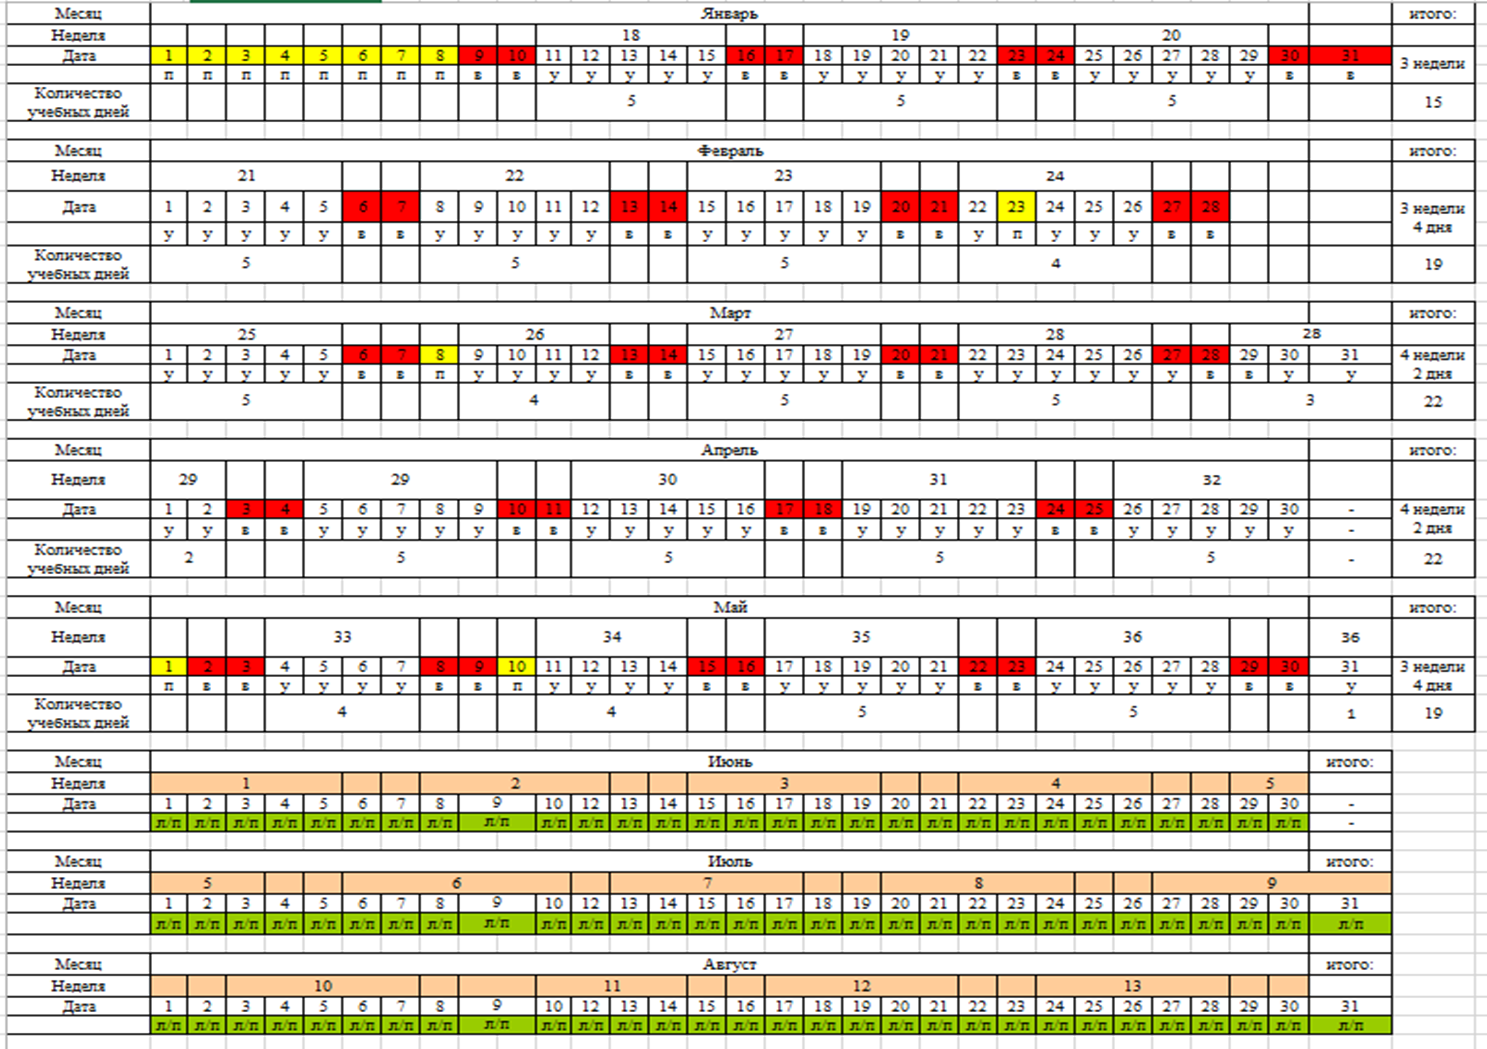 Месяц Январь итого:
Неделя 18 19 20
Дата 1 2 3 4 5 6 7 8 9 10 11 12 13 14 15 16 17 18 19 20 21 22 23 24 25 26 27 28 29 30 31 3 недели
п п п п п п п п в в у у у у у в в у у у у у в в у у у у у в в
Количество учебных дней 5 5 5 15
Месяц Февраль итого:
Неделя 21 22 23 24
Дата 1 2 3 4 5 6 7 8 9 10 11 12 13 14 15 16 17 18 19 20 21 22 23 24 25 26 27 28 3 недели 4 дня
у у у у у в в у у у у у в в у у у у у в в у п у у у в в
Количество учебных дней 5 5 5 4 19
Месяц Март итого:
Неделя 25 26 27 28 28
Дата 1 2 3 4 5 6 7 8 9 10 11 12 13 14 15 16 17 18 19 20 21 22 23 24 25 26 27 28 29 30 31 4 недели 2 дня
у у у у у в в п у у у у в в у у у у у в в у у у у у в в в у у
Количество учебных дней 5 4 5 5 3 22
Месяц Апрель итого:
Неделя 29 29 30 31 32
Дата 1 2 3 4 5 6 7 8 9 10 11 12 13 14 15 16 17 18 19 20 21 22 23 24 25 26 27 28 29 30 - 4 недели 2 дня
у у в в у у у у у в в у у у у у в в у у у у у в в у у у у у -
Количество учебных дней 2 5 5 5 5 - 22
Месяц Май итого:
Неделя 33 34 35 36 36
Дата 1 2 3 4 5 6 7 8 9 10 11 12 13 14 15 16 17 18 19 20 21 22 23 24 25 26 27 28 29 30 31 3 недели 4 дня
п в в у у у у в в п у у у у в в у у у у у в в у у у у у в в у
Количество учебных дней 4 4 5 5 1 19
Месяц Июнь итого:
Неделя 1 2 3 4 5
Дата 1 2 3 4 5 6 7 8 9 10 12 13 14 15 16 17 18 19 20 21 22 23 24 25 26 27 28 29 30 -
л/п л/п л/п л/п л/п л/п л/п л/п л/п л/п л/п л/п л/п л/п л/п л/п л/п л/п л/п л/п л/п л/п л/п л/п л/п л/п л/п л/п л/п -
Месяц Июль итого:
Неделя 5 6 7 8 9
Дата 1 2 3 4 5 6 7 8 9 10 12 13 14 15 16 17 18 19 20 21 22 23 24 25 26 27 28 29 30 31
л/п л/п л/п л/п л/п л/п л/п л/п л/п л/п л/п л/п л/п л/п л/п л/п л/п л/п л/п л/п л/п л/п л/п л/п л/п л/п л/п л/п л/п л/п
Месяц Август итого:
Неделя 10 11 12 13
Дата 1 2 3 4 5 6 7 8 9 10 12 13 14 15 16 17 18 19 20 21 22 23 24 25 26 27 28 29 30 31
л/п л/п л/п л/п л/п л/п л/п л/п л/п л/п л/п л/п л/п л/п л/п л/п л/п л/п л/п л/п л/п л/п л/п л/п л/п л/п л/п л/п л/п л/п